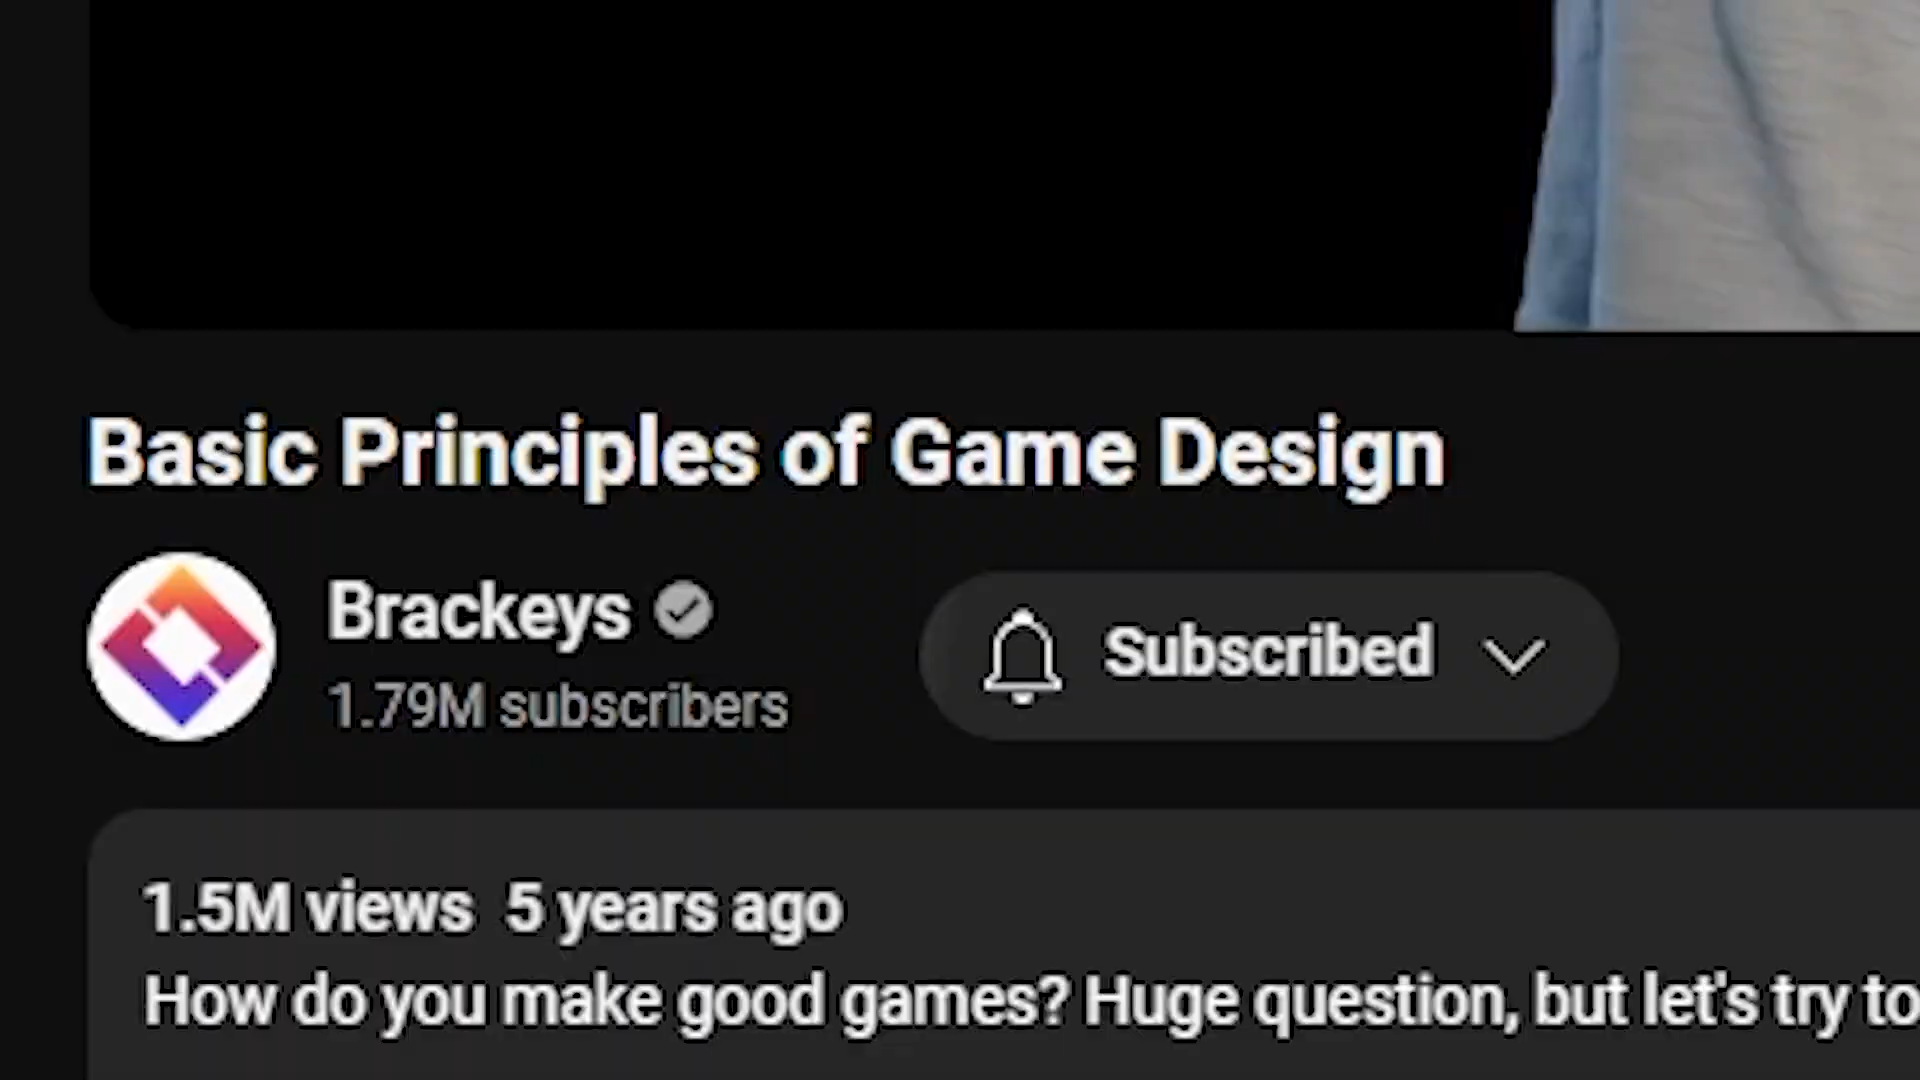 Basic Principles of Game Design
Brackeys
1.79M subscribers
Subscribed
1.5M views 5 years ago
How do you make good games? Huge question, but let's try to